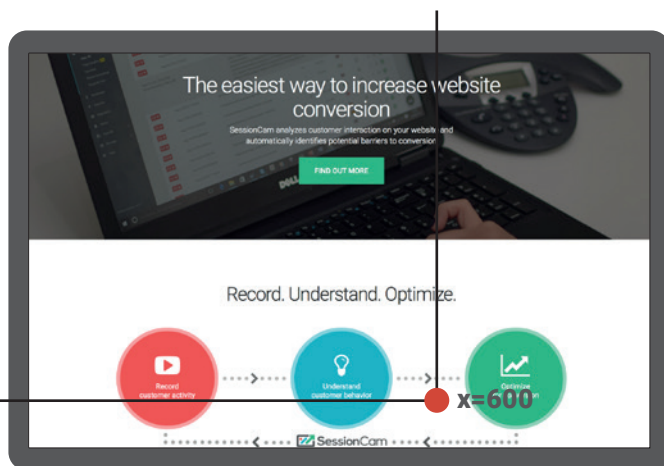 The easiest way to increase website
conversion
SessionCam analyzes customer interaction on your website and
automatically identifies potential barriers to conversion
FIND OUT MORE
DELL
Record. Understand. Optimize.
Record
customer activity
Understand
customer behavior
Optimize
x=600
SessionCam